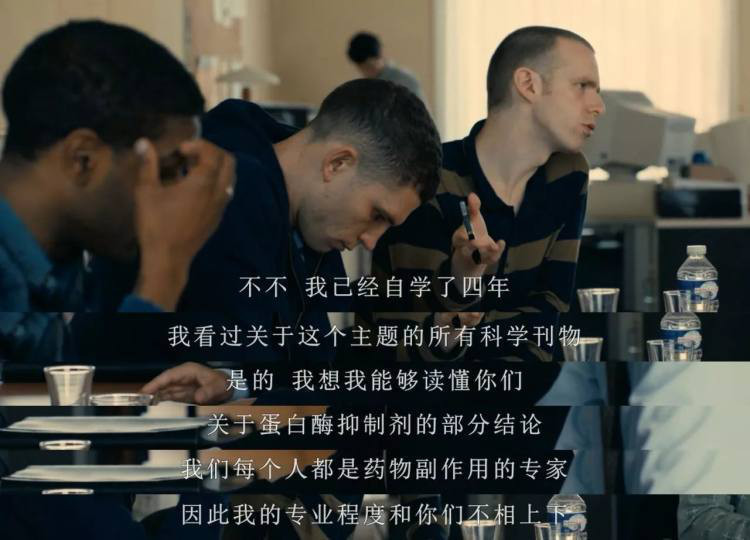 不不 我已经自学了四年
我看过关于这个主题的所有科学刊物
是的 我想我能够读懂你们
关于蛋白酶抑制剂的部分结论
我们每个人都是药物副作用的专家
因此我的专业程度和你们不相上下